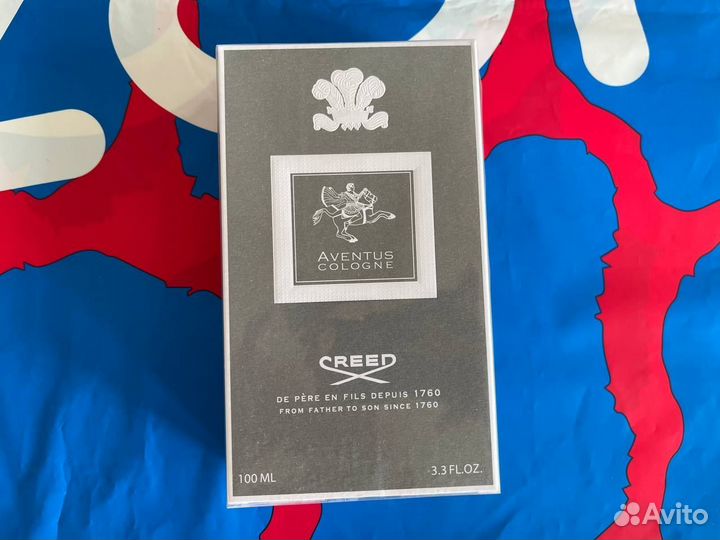 AVENTUS
COLOGNE
CREED
DE PÈRE EN FILS DEPUIS 1760
FROM FATHER TO SON SINCE 1760
100 ML
3.3 FL.OZ.
Avito